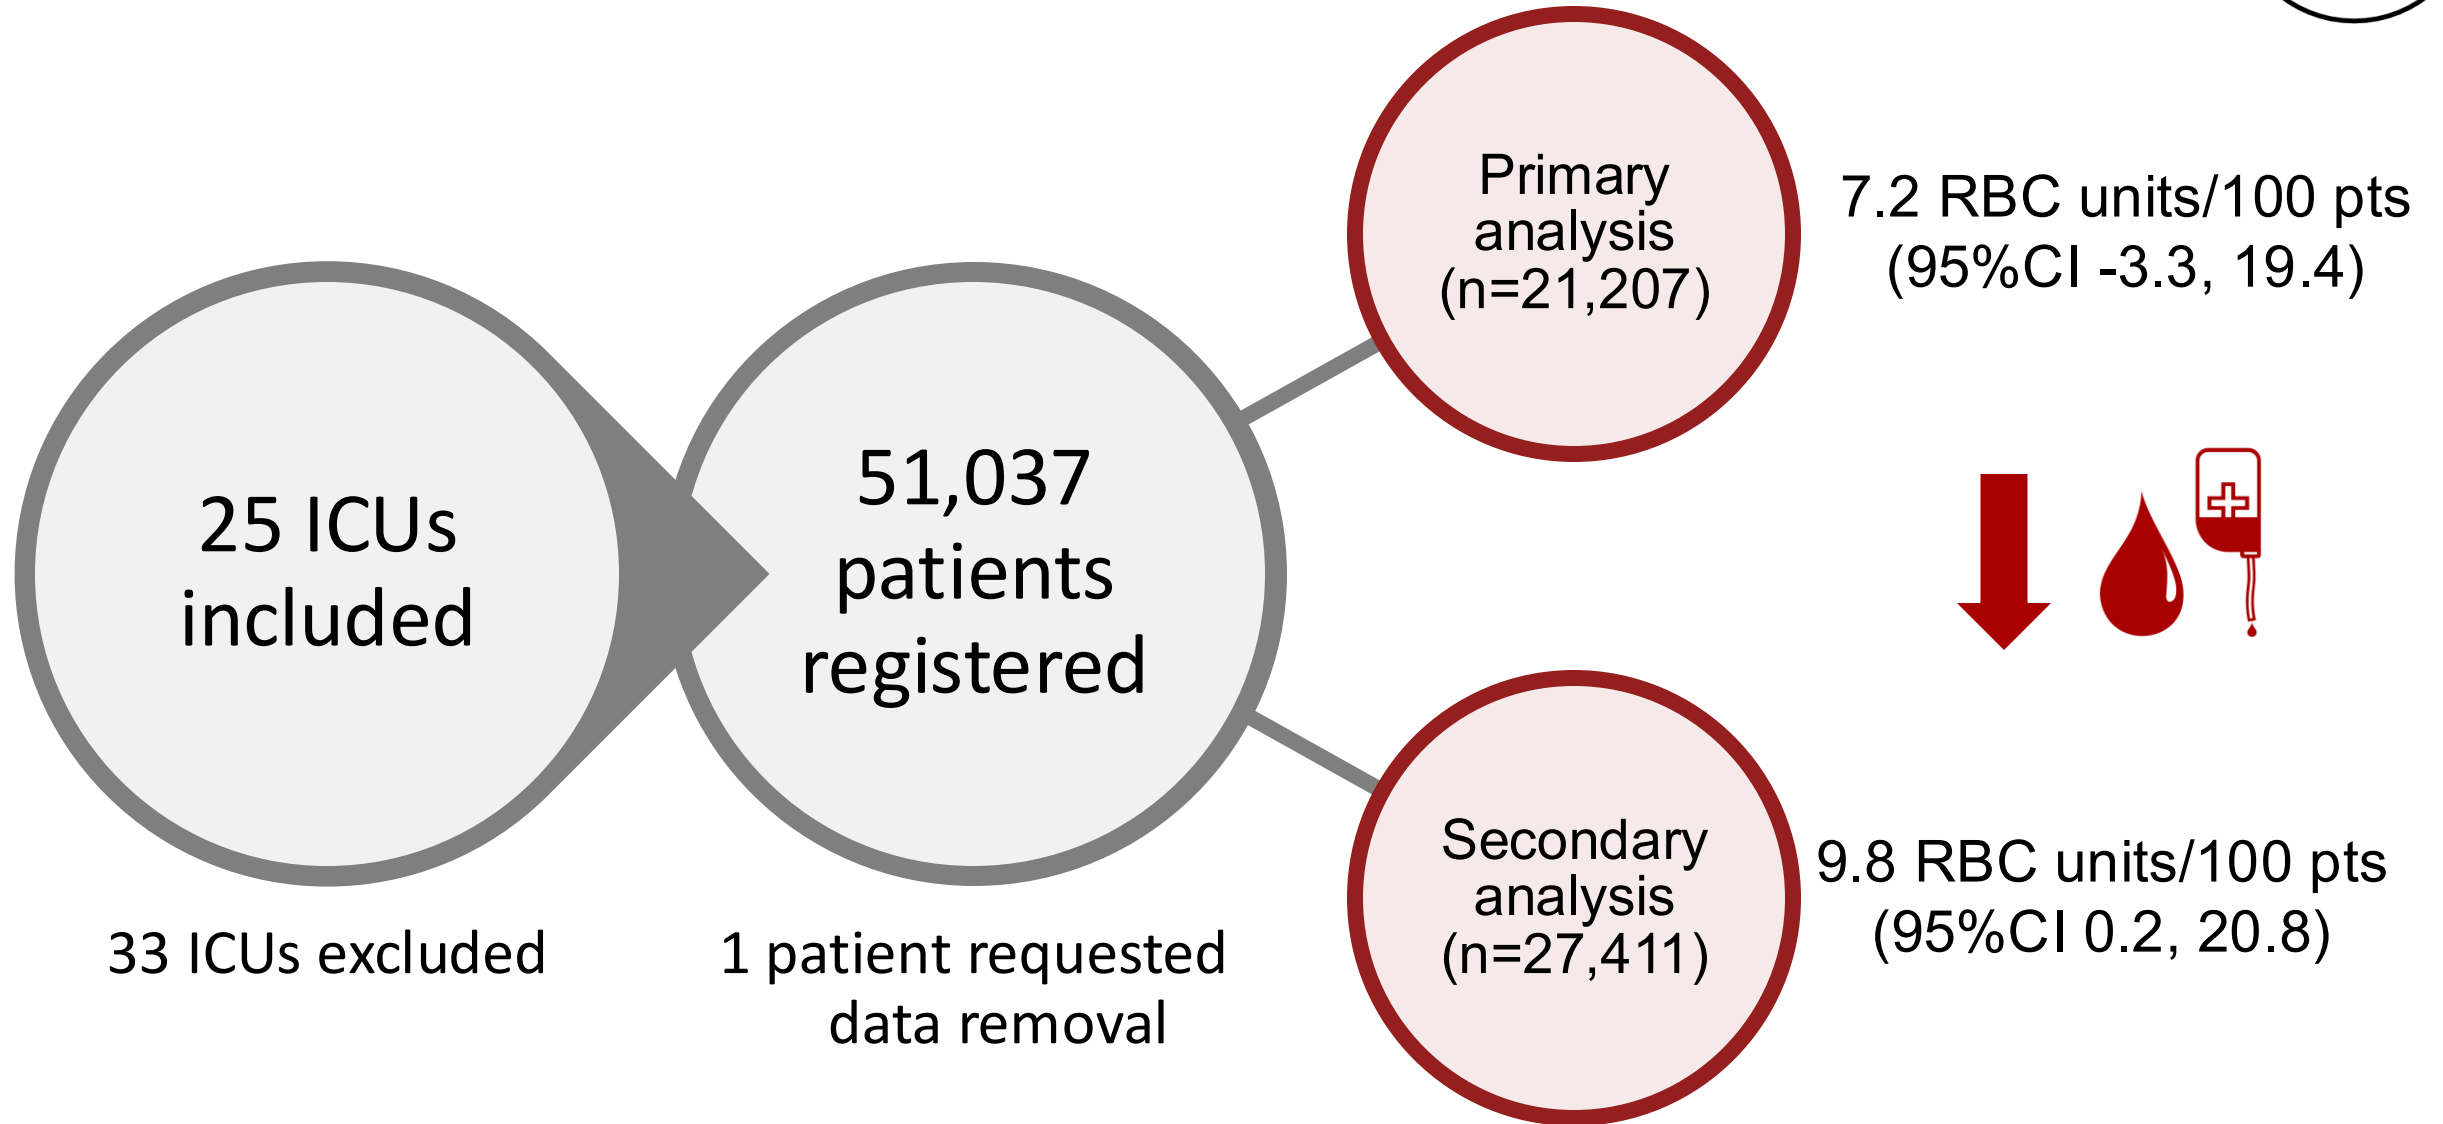 25 ICUs
included
33 ICUs excluded
51,037
patients
registered
1 patient requested
data removal
Primary
analysis
(n=21,207)
7.2 RBC units/100 pts
(95%CI -3.3, 19.4)
Secondary
analysis
(n=27,411)
9.8 RBC units/100 pts
(95%CI 0.2, 20.8)